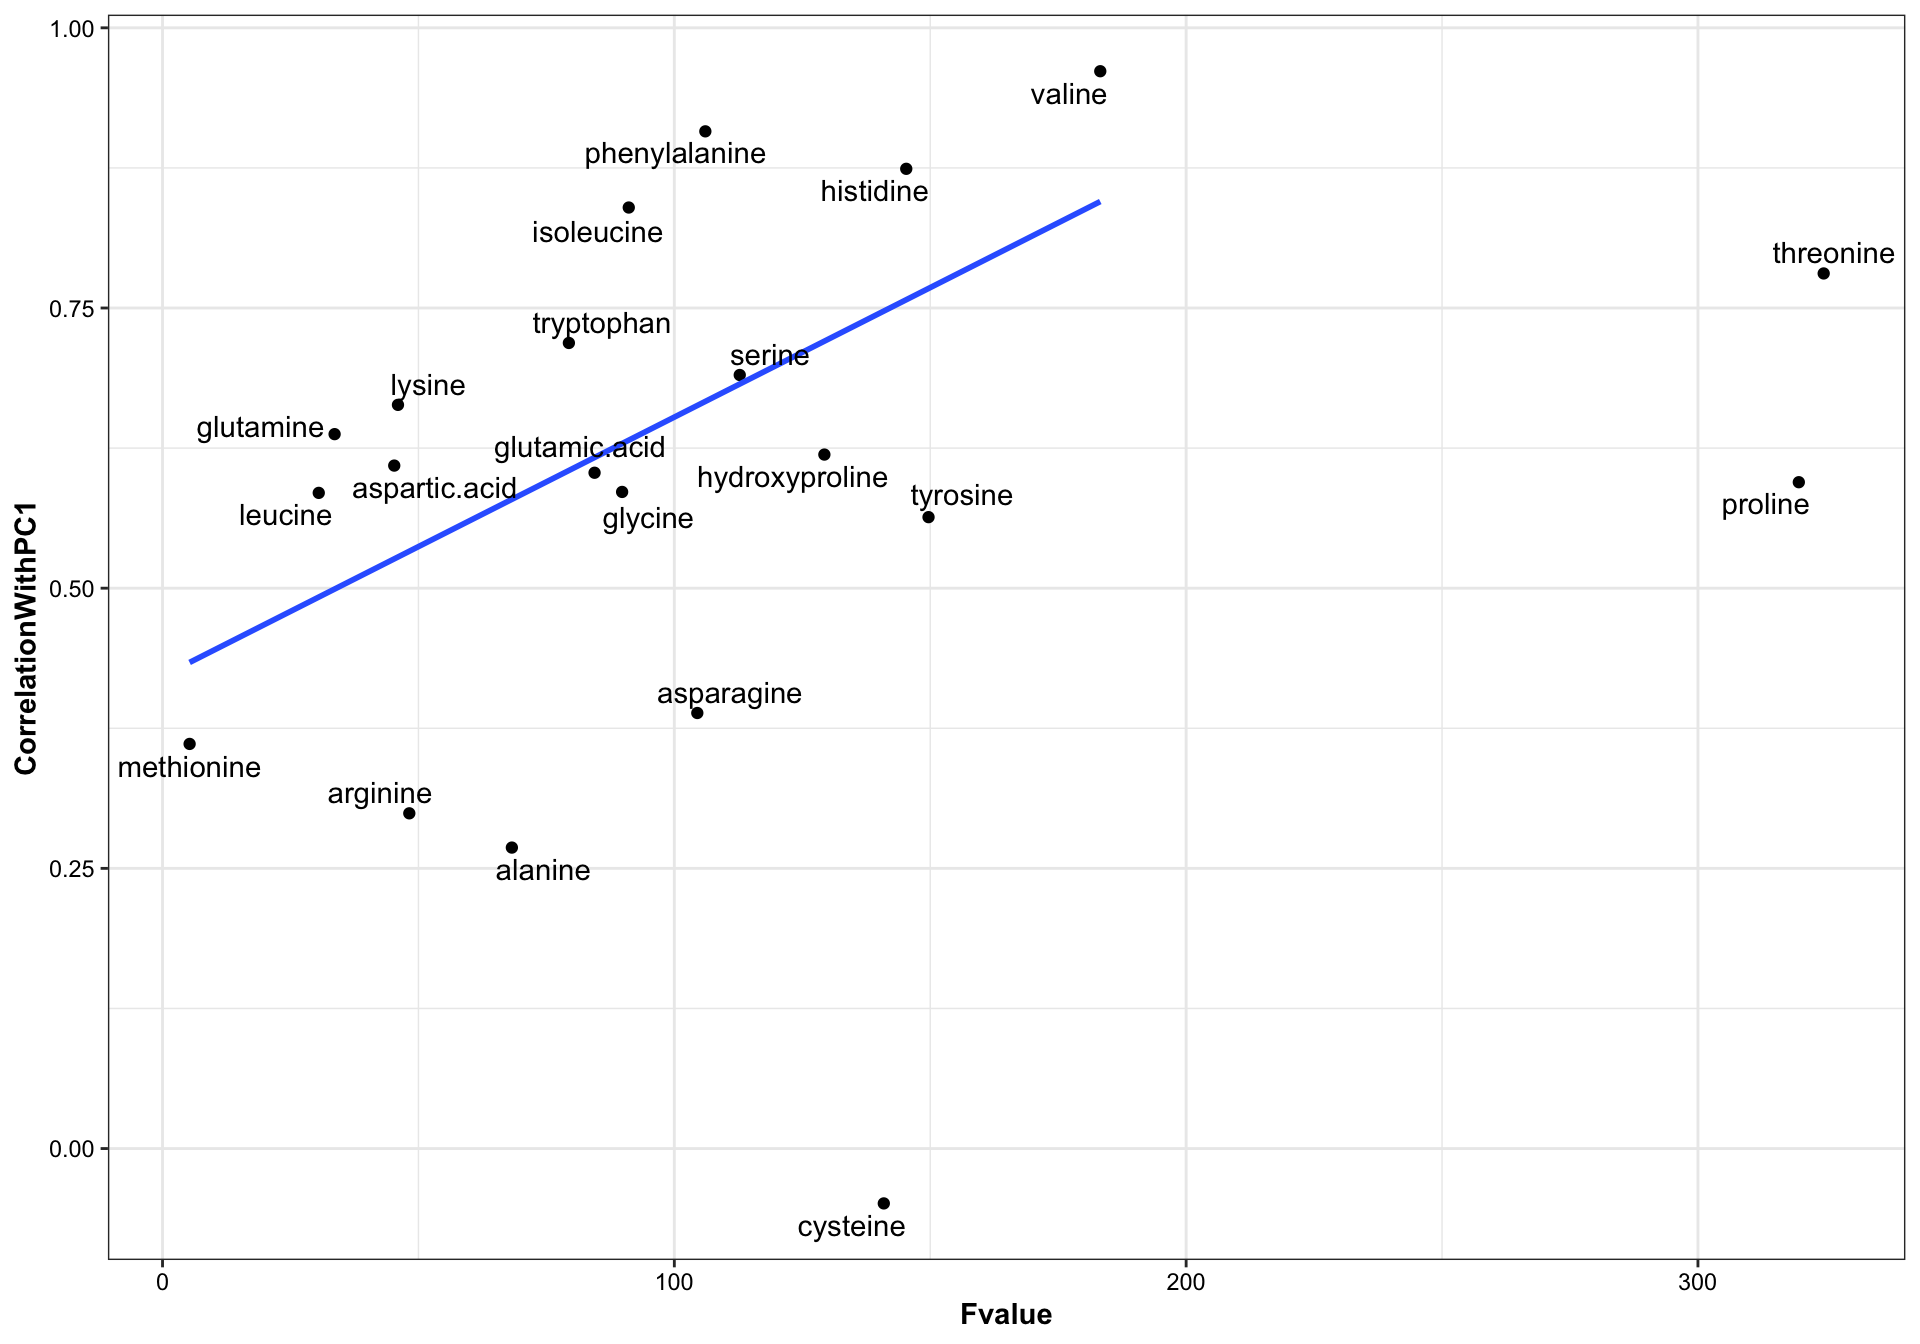 1.00
valine
phenylalanine
histidine
isoleucine
threonine
0.75
tryptophan
serine
lysine
glutamine
glutamic.acid
hydroxyproline
aspartic.acid
tyrosine
leucine
glycine
proline
0.50
asparagine
methionine
arginine
0.25
alanine
0.00
cysteine
CorrelationWithPC1
0
100
200
300
Fvalue